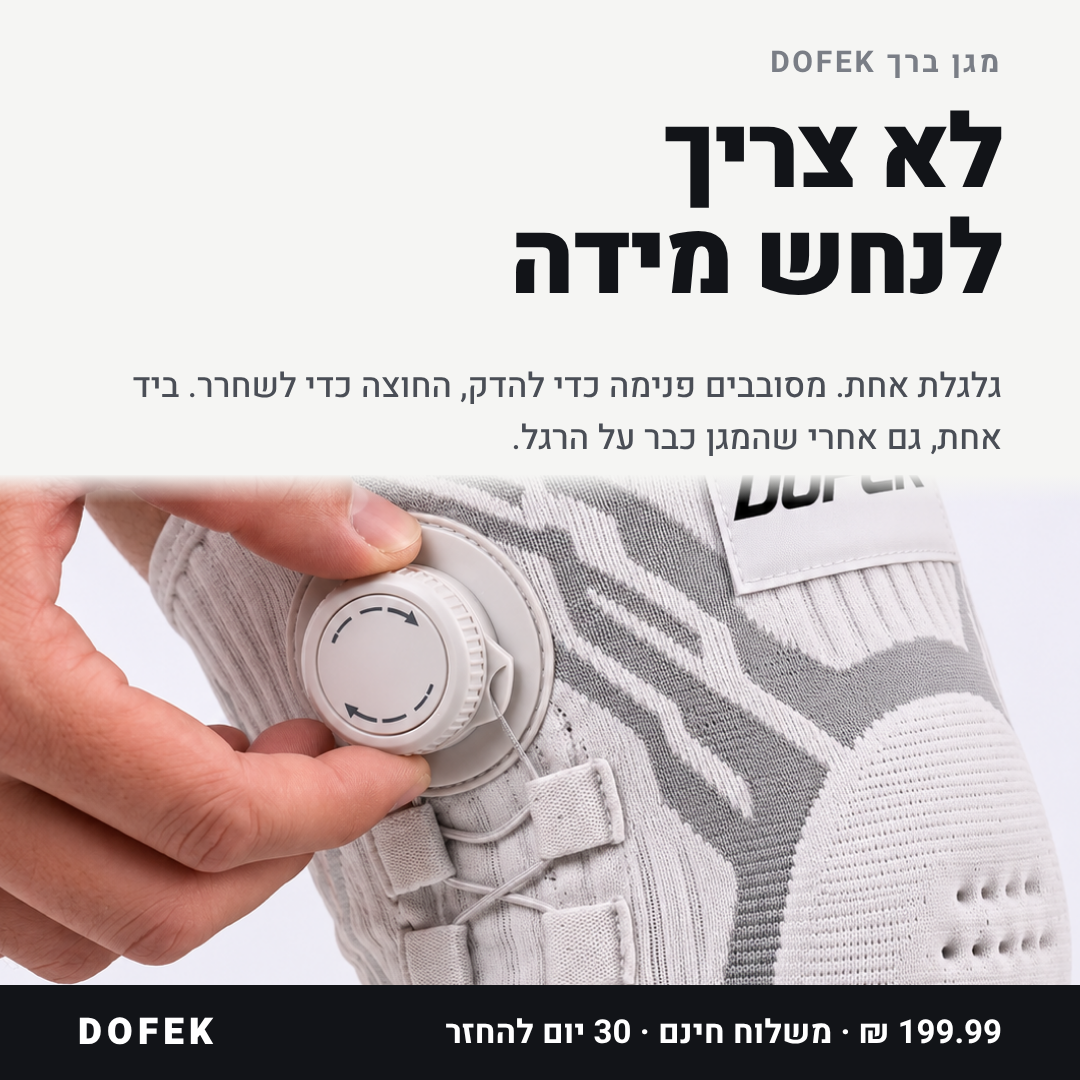 מגן ברך DOFEK
לא צריך
לנחש מידה
גלגלת אחת. מסובבים פנימה כדי להדק, החוצה כדי לשחרר. ביד
אחת, גם אחרי שהמגן כבר על הרגל.
DOFEK
199.99 ₪ · משלוח חינם · 30 יום להחזר
DOFEK